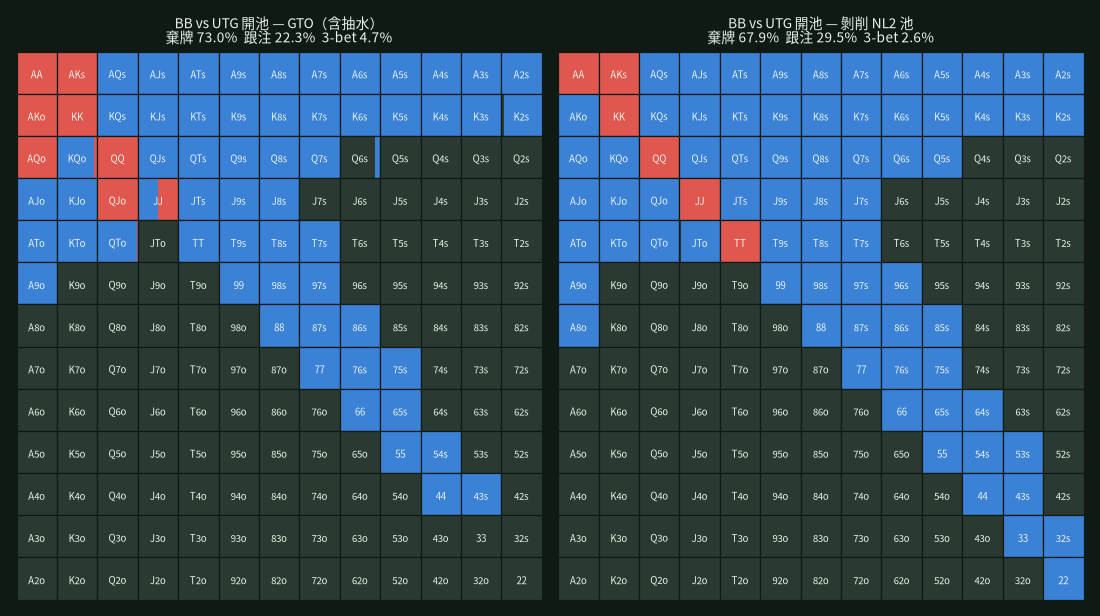 BB vs UTG 開池 — GTO（含抽水）
棄牌 73.0% 跟注 22.3% 3-bet 4.7%
AA AKs AQs AJs ATs A9s A8s A7s A6s A5s A4s A3s A2s
AKo KK KQs KJs KTs K9s K8s K7s K6s K5s K4s K3s K2s
AQo KQo QQ QJs QTs Q9s Q8s Q7s Q6s Q5s Q4s Q3s Q2s
AJo KJo QJo JJ JTs J9s J8s J7s J6s J5s J4s J3s J2s
ATo KTo QTo JTo TT T9s T8s T7s T6s T5s T4s T3s T2s
A9o K9o Q9o J9o T9o 99 98s 97s 96s 95s 94s 93s 92s
A8o K8o Q8o J8o T8o 98o 88 87s 86s 85s 84s 83s 82s
A7o K7o Q7o J7o T7o 97o 87o 77 76s 75s 74s 73s 72s
A6o K6o Q6o J6o T6o 96o 86o 76o 66 65s 64s 63s 62s
A5o K5o Q5o J5o T5o 95o 85o 75o 65o 55 54s 53s 52s
A4o K4o Q4o J4o T4o 94o 84o 74o 64o 54o 44 43s 42s
A3o K3o Q3o J3o T3o 93o 83o 73o 63o 53o 43o 33 32s
A2o K2o Q2o J2o T2o 92o 82o 72o 62o 52o 42o 32o 22
BB vs UTG 開池 — 剝削 NL2 池
棄牌 67.9% 跟注 29.5% 3-bet 2.6%
AA AKs AQs AJs ATs A9s A8s A7s A6s A5s A4s A3s A2s
AKo KK KQs KJs KTs K9s K8s K7s K6s K5s K4s K3s K2s
AQo KQo QQ QJs QTs Q9s Q8s Q7s Q6s Q5s Q4s Q3s Q2s
AJo KJo QJo JJ JTs J9s J8s J7s J6s J5s J4s J3s J2s
ATo KTo QTo JTo TT T9s T8s T7s T6s T5s T4s T3s T2s
A9o K9o Q9o J9o T9o 99 98s 97s 96s 95s 94s 93s 92s
A8o K8o Q8o J8o T8o 98o 88 87s 86s 85s 84s 83s 82s
A7o K7o Q7o J7o T7o 97o 87o 77 76s 75s 74s 73s 72s
A6o K6o Q6o J6o T6o 96o 86o 76o 66 65s 64s 63s 62s
A5o K5o Q5o J5o T5o 95o 85o 75o 65o 55 54s 53s 52s
A4o K4o Q4o J4o T4o 94o 84o 74o 64o 54o 44 43s 42s
A3o K3o Q3o J3o T3o 93o 83o 73o 63o 53o 43o 33 32s
A2o K2o Q2o J2o T2o 92o 82o 72o 62o 52o 42o 32o 22